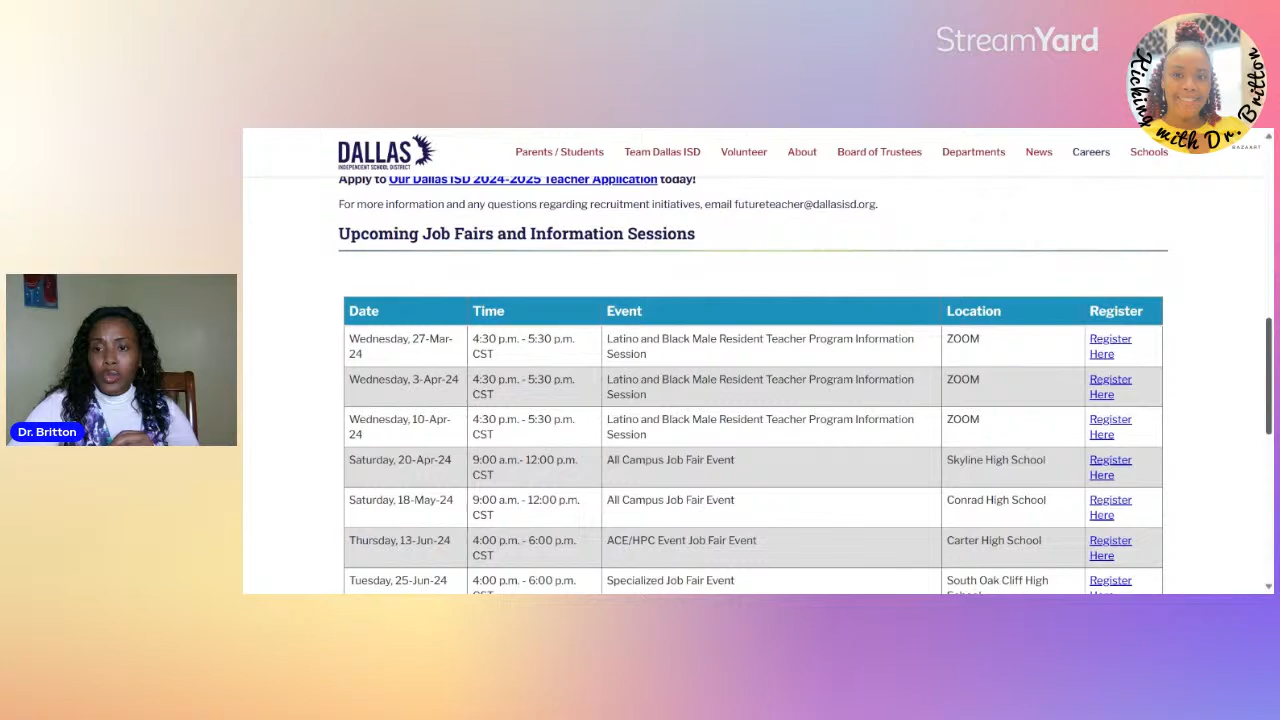 StreamYard
Kicking with Dr. Britton
BAZAART
DALLAS
INDEPENDENT SCHOOL DISTRICT
Parents / Students Team Dallas ISD Volunteer About Board of Trustees Departments News Careers Schools
Apply to Our Dallas ISD 2024-2025 Teacher Application today!
For more information and any questions regarding recruitment initiatives, email futureteacher@dallasisd.org.
Upcoming Job Fairs and Information Sessions
Date Time Event Location Register
Wednesday, 27-Mar- 4:30 p.m. - 5:30 p.m. Latino and Black Male Resident Teacher Program Information ZOOM Register
24 CST Session Here
Wednesday, 3-Apr-24 4:30 p.m. - 5:30 p.m. Latino and Black Male Resident Teacher Program Information ZOOM Register
CST Session Here
Wednesday, 10-Apr- 4:30 p.m. - 5:30 p.m. Latino and Black Male Resident Teacher Program Information ZOOM Register
24 CST Session Here
Saturday, 20-Apr-24 9:00 a.m.- 12:00 p.m. All Campus Job Fair Event Skyline High School Register
CST Here
Saturday, 18-May-24 9:00 a.m. - 12:00 p.m. All Campus Job Fair Event Conrad High School Register
CST Here
Thursday, 13-Jun-24 4:00 p.m. - 6:00 p.m. ACE/HPC Event Job Fair Event Carter High School Register
CST Here
Tuesday, 25-Jun-24 4:00 p.m. - 6:00 p.m. Specialized Job Fair Event South Oak Cliff High Register
CST School Here
Dr. Britton